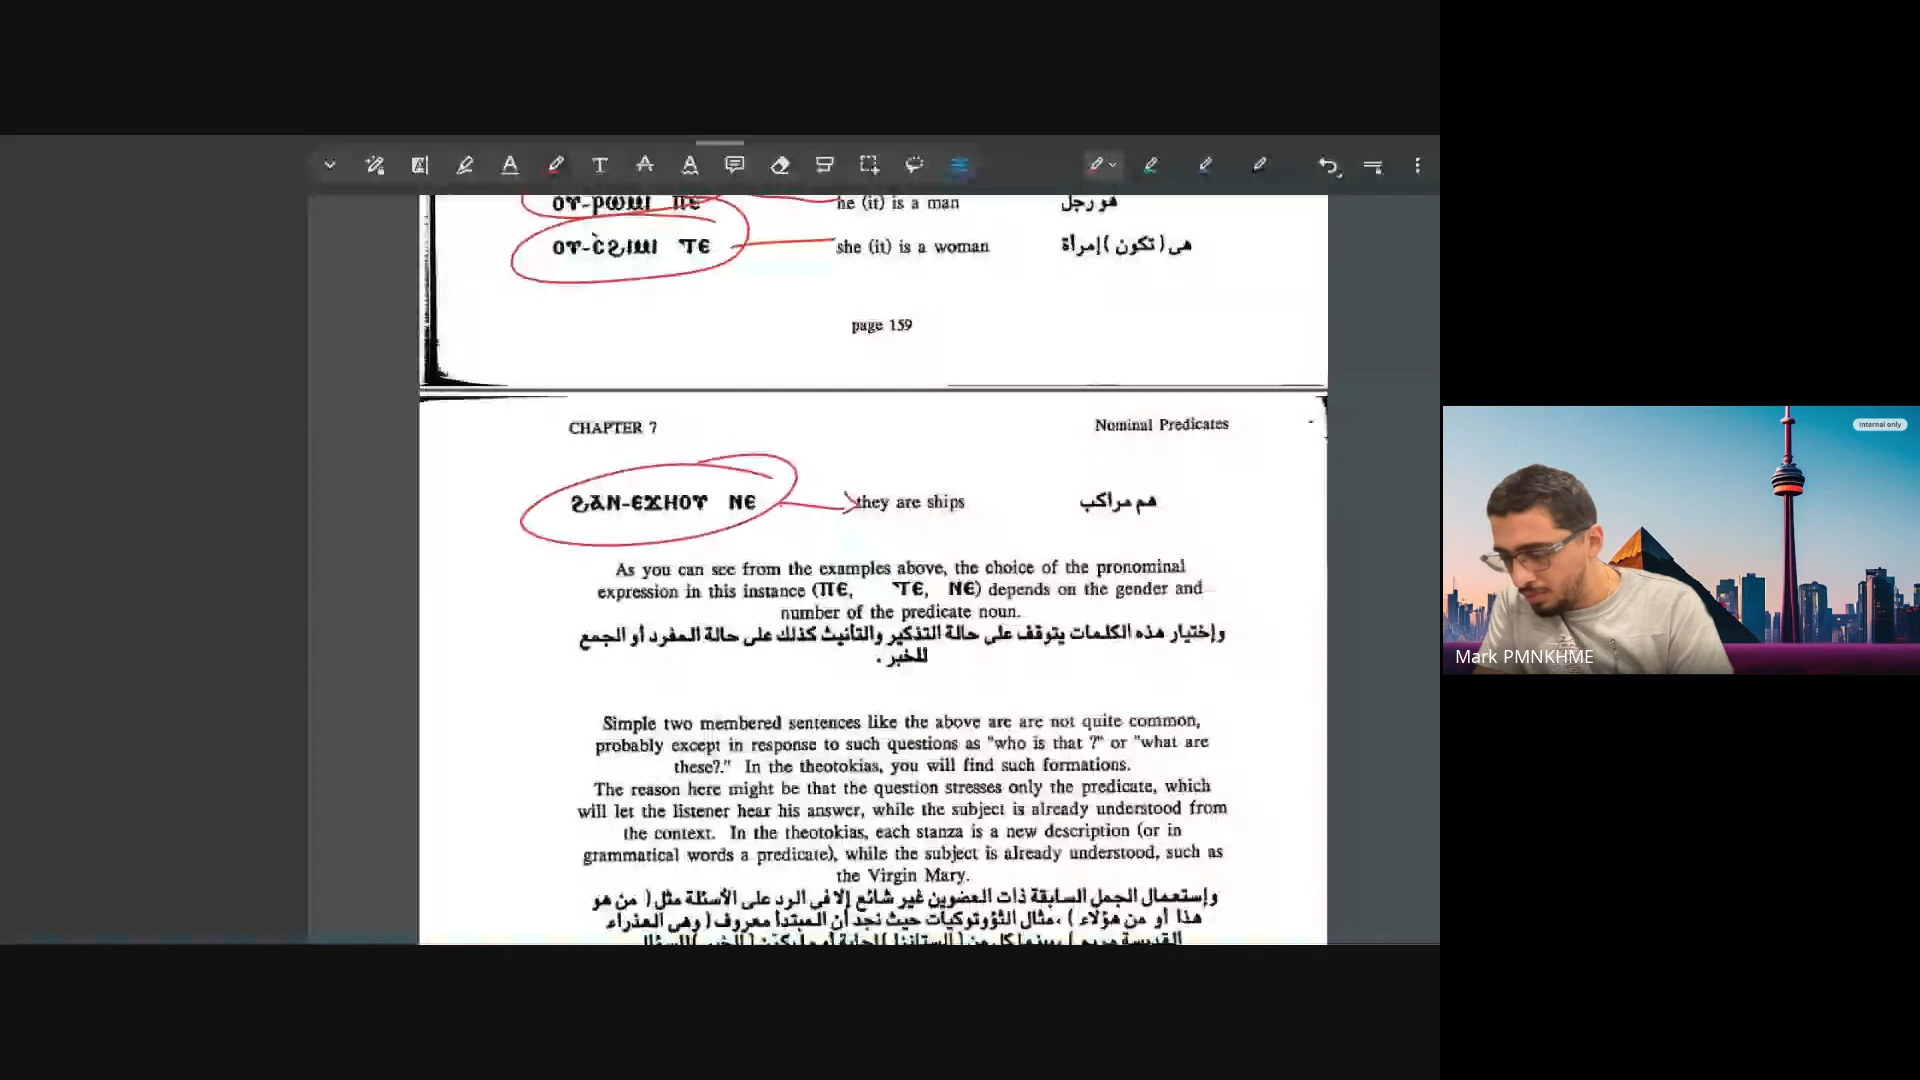 ⲟⲩ-ⲣⲱⲙⲓ ⲡⲉ he (it) is a man هو رجل
ⲟⲩ-ⲥ̀ϩⲓⲙⲓ ⲧⲉ she (it) is a woman هى ( تكون ) إمرأة
page 159
CHAPTER 7 Nominal Predicates
ϩⲁⲛ-ⲉϫⲏⲟⲩ ⲛⲉ they are ships هم مراكب
As you can see from the examples above, the choice of the pronominal
expression in this instance (ⲡⲉ, ⲧⲉ, ⲛⲉ) depends on the gender and
number of the predicate noun.
وإختيار هذه الكلمات يتوقف على حالة التذكير والتأنيث كذلك على حالة المفرد أو الجمع
للخبر .
Simple two membered sentences like the above are are not quite common,
probably except in response to such questions as "who is that ?" or "what are
these?." In the theotokias, you will find such formations.
The reason here might be that the question stresses only the predicate, which
will let the listener hear his answer, while the subject is already understood from
the context. In the theotokias, each stanza is a new description (or in
grammatical words a predicate), while the subject is already understood, such as
the Virgin Mary.
وإستعمال الجمل السابقة ذات العضوين غير شائع إلا فى الرد على الأسئلة مثل ( من هو
هذا أو من هؤلاء ) ،مثال الثؤوتوكيات حيث نجد أن المبتدأ معروف ( وهى العذراء
Internal only
Mark PMNKHME